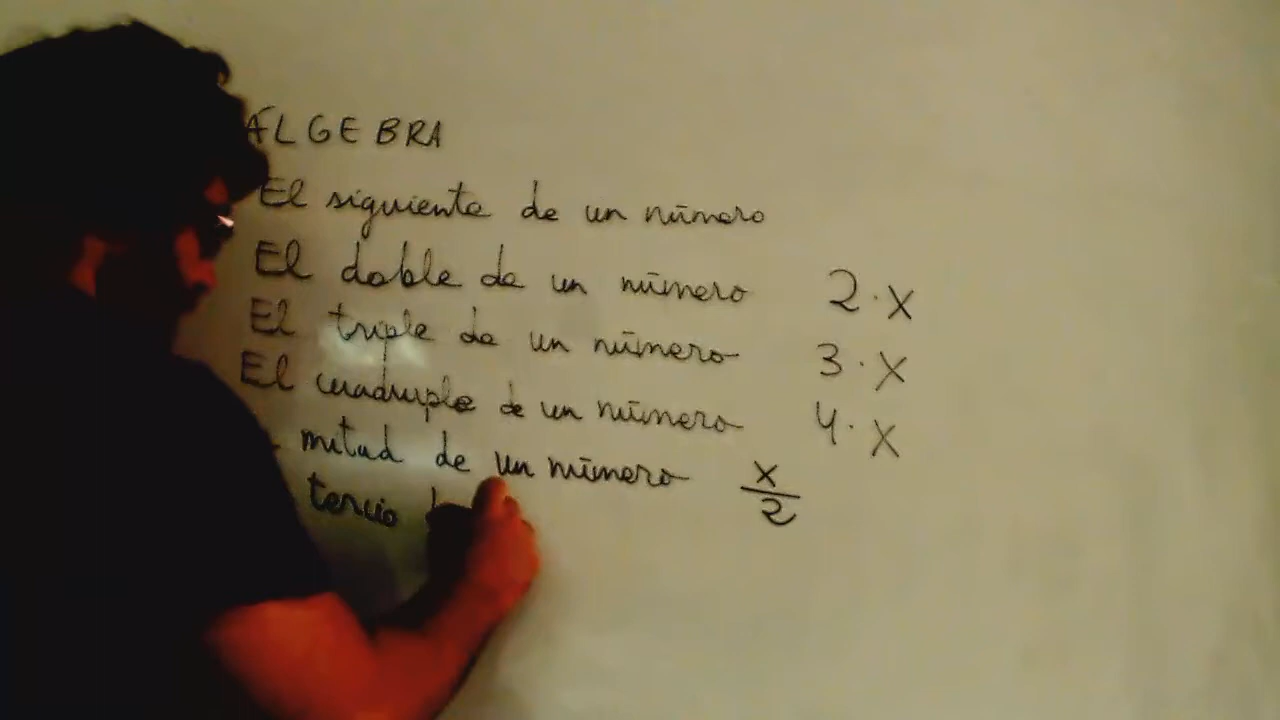 ÁLGEBRA
El siguiente de un número
El doble de un número 2·x
El triple de un número 3·x
El cuadruple de un número 4·x
mitad de un número x/2
tercio